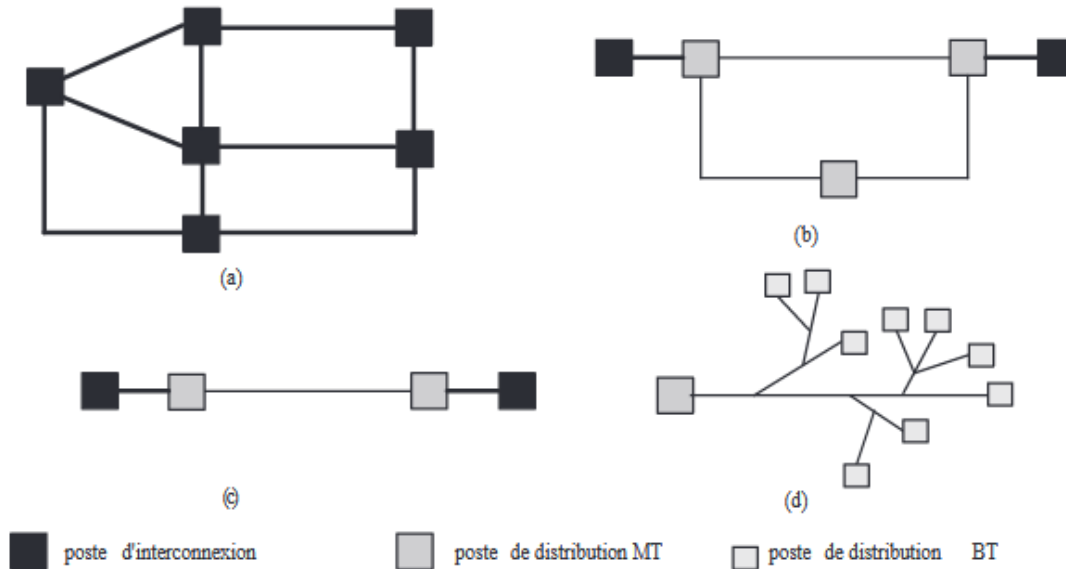 (a)
(b)
(c)
(d)
poste d'interconnexion
poste de distribution MT
poste de distribution BT